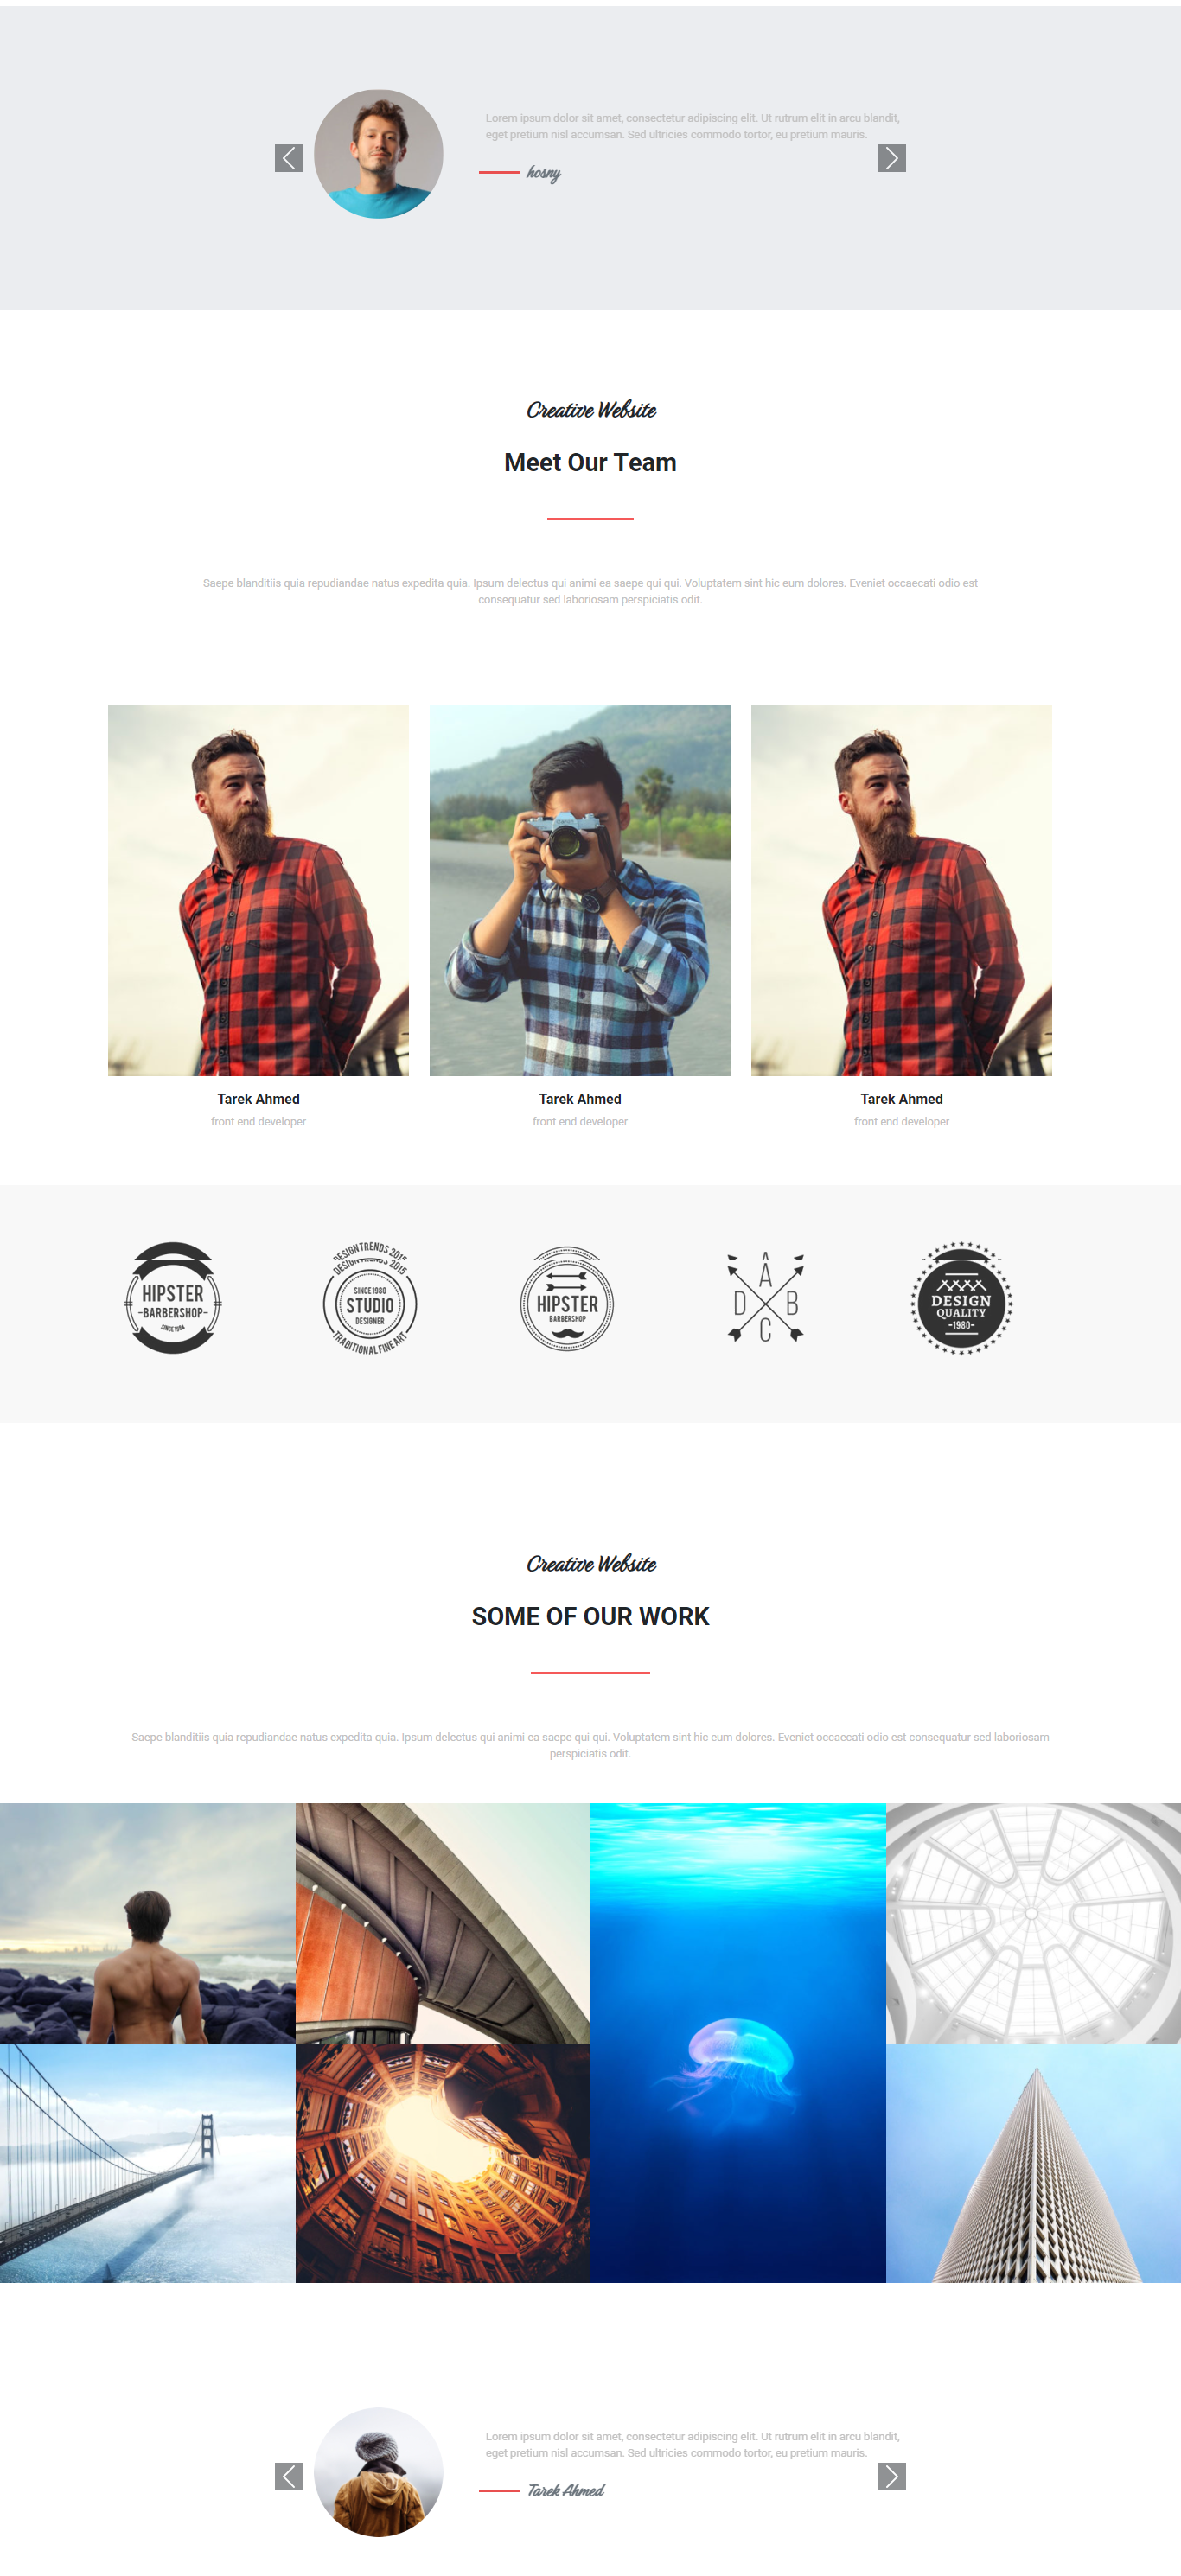 Lorem ipsum dolor sit amet, consectetur adipiscing elit. Ut rutrum elit in arcu blandit,
eget pretium nisl accumsan. Sed ultricies commodo tortor, eu pretium mauris.
hosny
Creative Website
Meet Our Team
Saepe blanditiis quia repudiandae natus expedita quia. Ipsum delectus qui animi ea saepe qui qui. Voluptatem sint hic eum dolores. Eveniet occaecati odio est
consequatur sed laboriosam perspiciatis odit.
Tarek Ahmed
front end developer
Tarek Ahmed
front end developer
Tarek Ahmed
front end developer
HIPSTER
-BARBERSHOP-
SINCE 1984
DESIGN TRENDS 2015
DESIGN TRENDS 2015
SINCE 1980
STUDIO
DESIGNER
TRADITIONAL FINE ART
HIPSTER
BARBERSHOP
A
A
D B
C
DESIGN
QUALITY
-1980-
Creative Website
SOME OF OUR WORK
Saepe blanditiis quia repudiandae natus expedita quia. Ipsum delectus qui animi ea saepe qui qui. Voluptatem sint hic eum dolores. Eveniet occaecati odio est consequatur sed laboriosam
perspiciatis odit.
Lorem ipsum dolor sit amet, consectetur adipiscing elit. Ut rutrum elit in arcu blandit,
eget pretium nisl accumsan. Sed ultricies commodo tortor, eu pretium mauris.
Tarek Ahmed